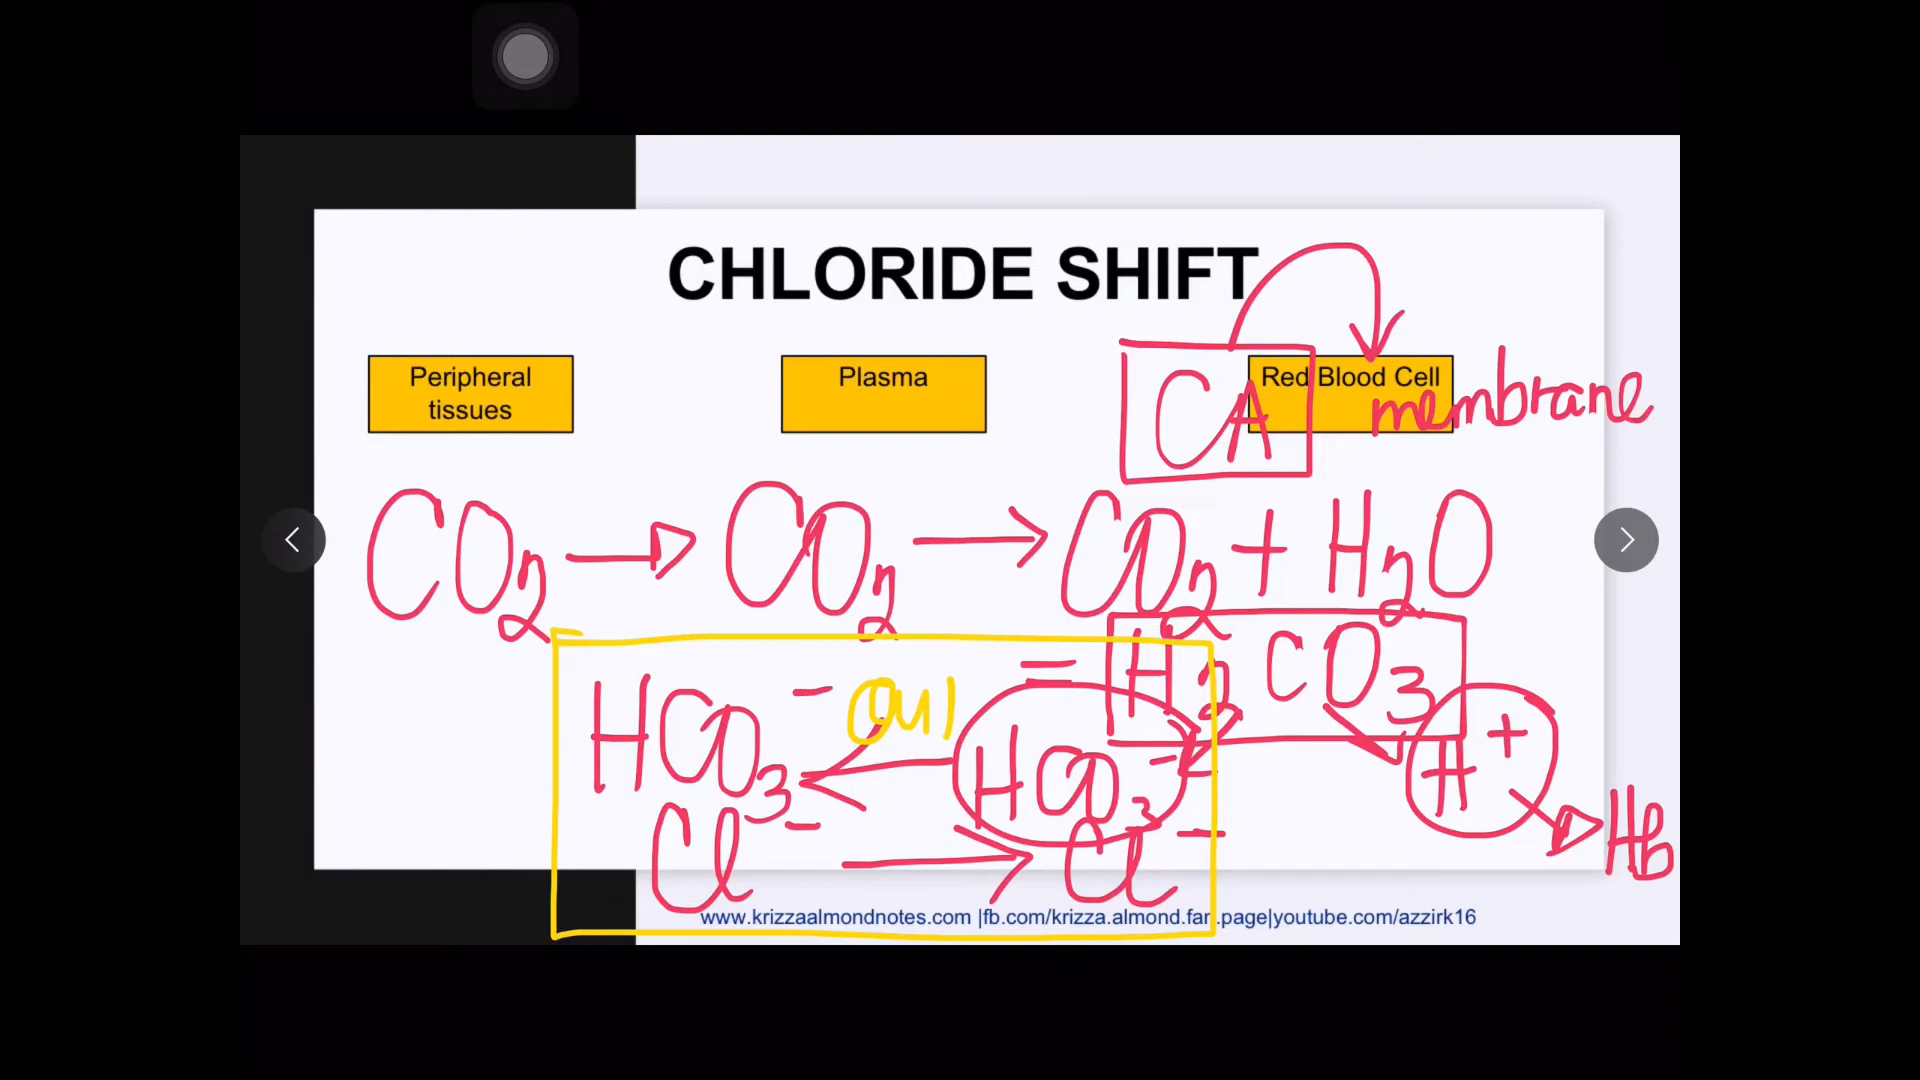 CHLORIDE SHIFT
Peripheral
tissues
Plasma
CA
Red Blood Cell
membrane
CO2 → CO2 → CO2 + H2O
= H2CO3
HCO3- ← HCO3- H+
Cl- → Cl- Hb
www.krizzaalmondnotes.com |fb.com/krizza.almond.fan.page|youtube.com/azzirk16